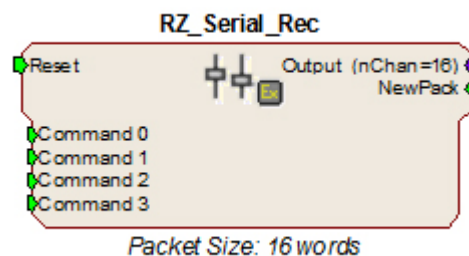 RZ_Serial_Rec
Reset Output (nChan=16)
Ex NewPack
Command 0
Command 1
Command 2
Command 3
Packet Size: 16 words